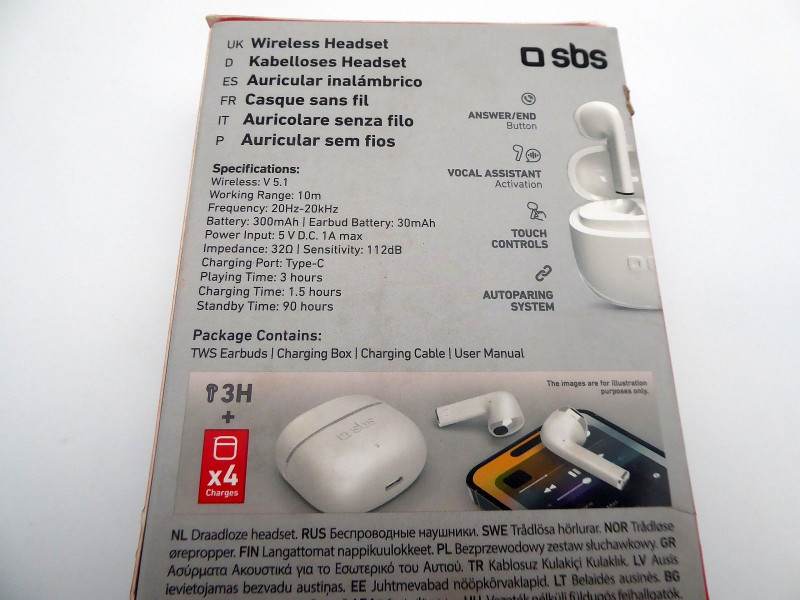 UK Wireless Headset
D Kabelloses Headset
ES Auricular inalámbrico
FR Casque sans fil
IT Auricolare senza filo
P Auricular sem fios
sbs
ANSWER/END
Button
VOCAL ASSISTANT
Activation
TOUCH
CONTROLS
AUTOPARING
SYSTEM
Specifications:
Wireless: V 5.1
Working Range: 10m
Frequency: 20Hz-20kHz
Battery: 300mAh | Earbud Battery: 30mAh
Power Input: 5 V D.C. 1A max
Impedance: 32Ω | Sensitivity: 112dB
Charging Port: Type-C
Playing Time: 3 hours
Charging Time: 1.5 hours
Standby Time: 90 hours
Package Contains:
TWS Earbuds | Charging Box | Charging Cable | User Manual
The images are for illustration
purposes only.
3H
+
x4
Charges
sbs
NL Draadloze headset. RUS Беспроводные наушники. SWE Trådlösa hörlurar. NOR Trådløse
ørepropper. FIN Langattomat nappikuulokkeet. PL Bezprzewodowy zestaw słuchawkowy. GR
Ασύρματα Ακουστικά για το Εσωτερικό του Αυτιού. TR Kablosuz Kulakiçi Kulaklık. LV Ausīs
ievietojamas bezvadu austiņas. EE Juhtmevabad nööpkõrvaklapid. LT Belaidės ausinės. BG
HU Vezeték nélküli füldugós fejhallgatók.